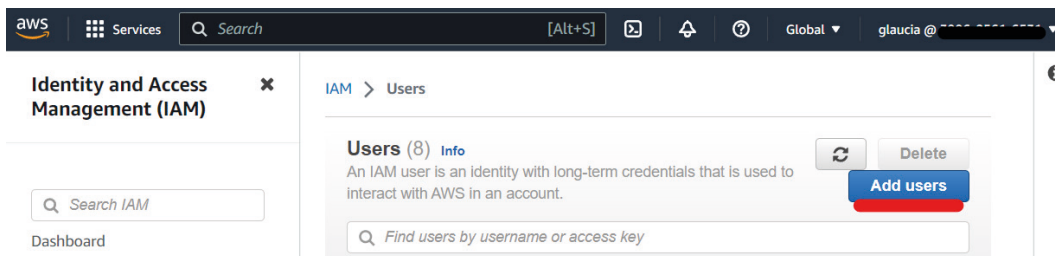 aws
Services
Search
[Alt+S]
Global
glaucia @
Identity and Access
Management (IAM)
Search IAM
Dashboard
IAM > Users
Users (8) Info
An IAM user is an identity with long-term credentials that is used to
interact with AWS in an account.
Delete
Add users
Find users by username or access key